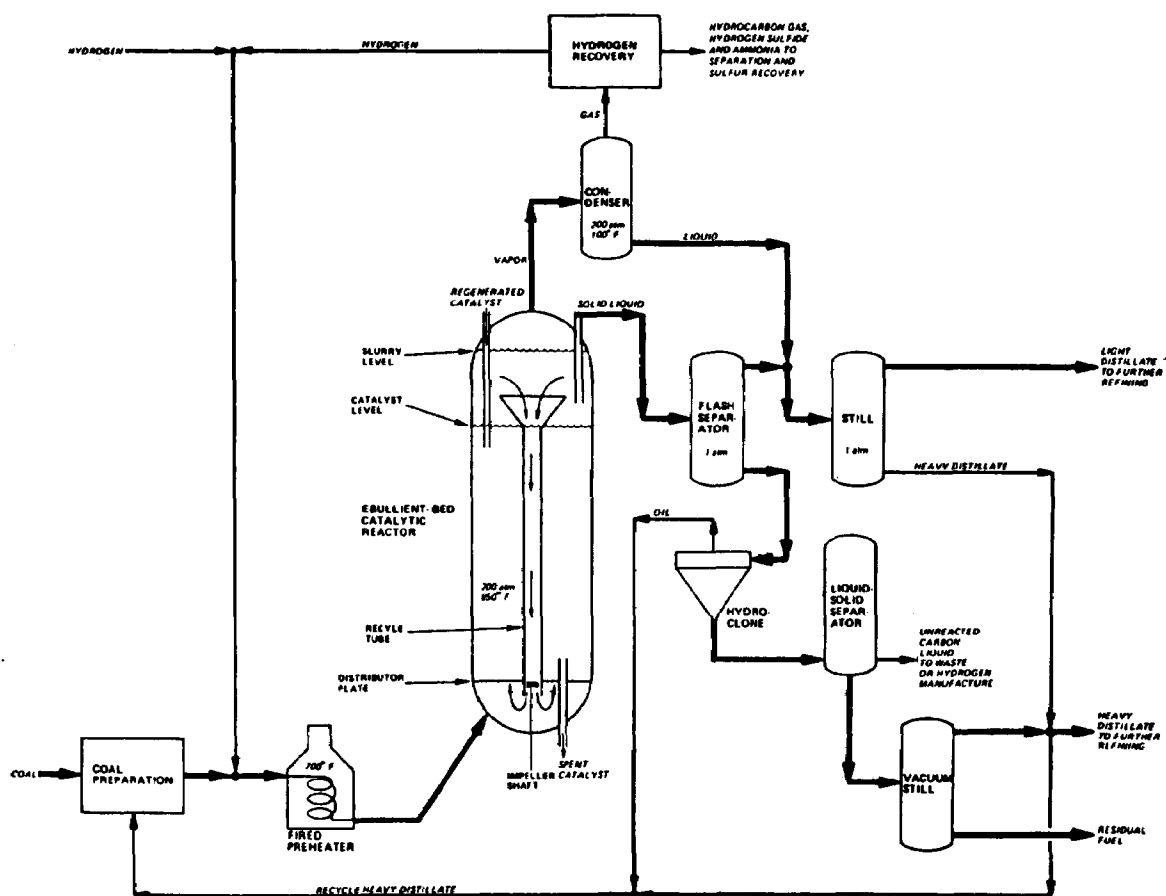 HYDROGEN
HYDROGEN
HYDROGEN
RECOVERY
HYDROCARBON GAS,
HYDROGEN SULFIDE
AND AMMONIA TO
SEPARATION AND
SULFUR RECOVERY
GAS
CON-
DENSER
200 atm
100° F
LIQUID
VAPOR
REGENERATED
CATALYST
SOLID LIQUID
SLURRY
LEVEL
CATALYST
LEVEL
FLASH
SEPAR-
ATOR
1 atm
STILL
1 atm
LIGHT
DISTILLATE
TO FURTHER
REFINING
HEAVY DISTILLATE
EBULLIENT-BED
CATALYTIC
REACTOR
OIL
200 atm
850° F
HYDRO-
CLONE
LIQUID-
SOLID
SEPAR-
ATOR
RECYLE
TUBE
UNREACTED
CARBON
LIQUID
TO WASTE
OR HYDROGEN
MANUFACTURE
DISTRIBUTOR
PLATE
HEAVY
DISTILLATE
TO FURTHER
REFINING
COAL
COAL
PREPARATION
700° F
FIRED
PREHEATER
IMPELLER
SHAFT
SPENT
CATALYST
VACUUM
STILL
RESIDUAL
FUEL
RECYCLE HEAVY DISTILLATE